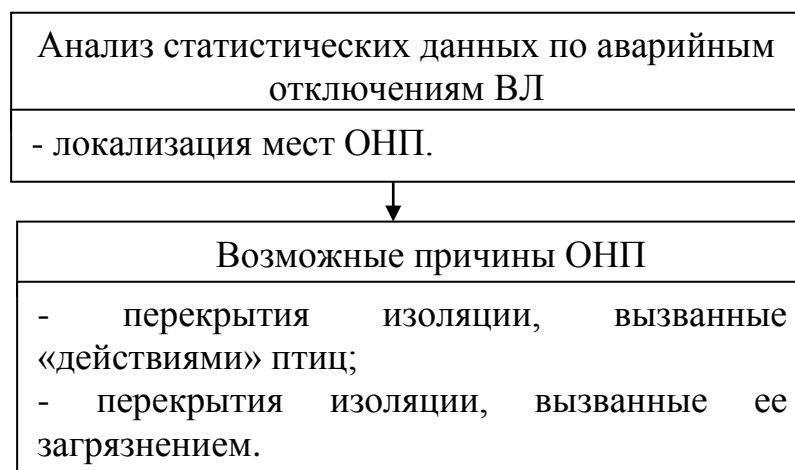 Анализ статистических данных по аварийным
отключениям ВЛ
- локализация мест ОНП.
Возможные причины ОНП
- перекрытия изоляции, вызванные
«действиями» птиц;
- перекрытия изоляции, вызванные ее
загрязнением.